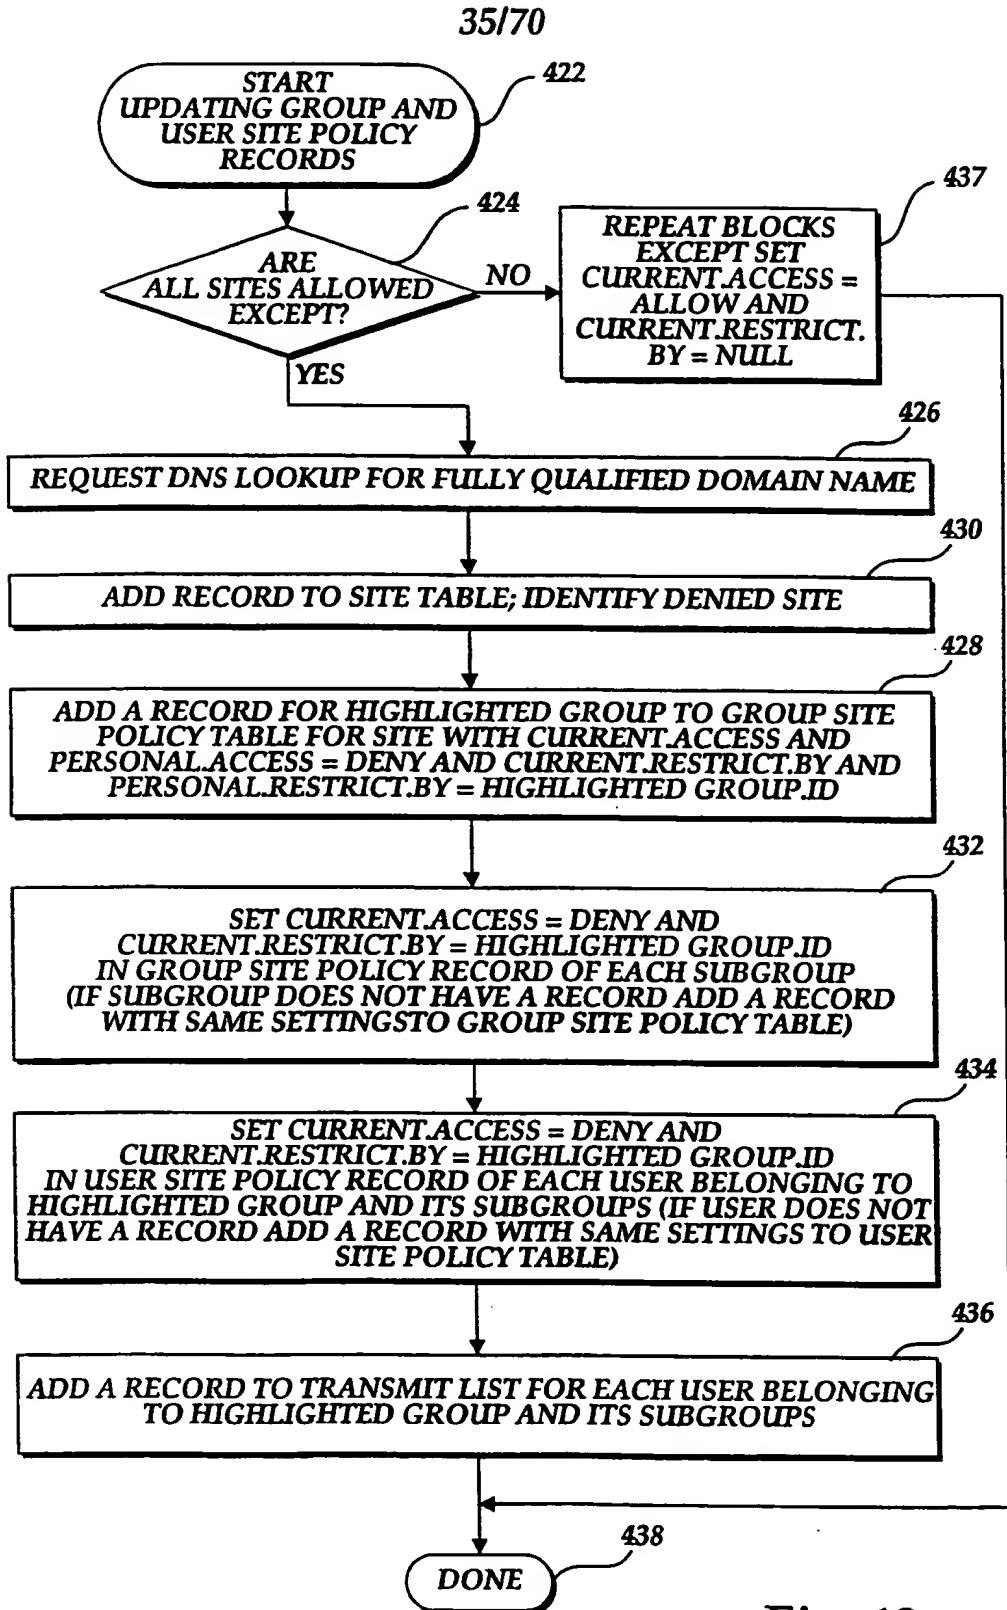 35/70
START
UPDATING GROUP AND
USER SITE POLICY
RECORDS
422
424
ARE
ALL SITES ALLOWED
EXCEPT?
NO
YES
437
REPEAT BLOCKS
EXCEPT SET
CURRENT.ACCESS =
ALLOW AND
CURRENT.RESTRICT.
BY = NULL
426
REQUEST DNS LOOKUP FOR FULLY QUALIFIED DOMAIN NAME
430
ADD RECORD TO SITE TABLE; IDENTIFY DENIED SITE
428
ADD A RECORD FOR HIGHLIGHTED GROUP TO GROUP SITE
POLICY TABLE FOR SITE WITH CURRENT.ACCESS AND
PERSONAL.ACCESS = DENY AND CURRENT.RESTRICT.BY AND
PERSONAL.RESTRICT.BY = HIGHLIGHTED GROUP.ID
432
SET CURRENT.ACCESS = DENY AND
CURRENT.RESTRICT.BY = HIGHLIGHTED GROUP.ID
IN GROUP SITE POLICY RECORD OF EACH SUBGROUP
(IF SUBGROUP DOES NOT HAVE A RECORD ADD A RECORD
WITH SAME SETTINGSTO GROUP SITE POLICY TABLE)
434
SET CURRENT.ACCESS = DENY AND
CURRENT.RESTRICT.BY = HIGHLIGHTED GROUP.ID
IN USER SITE POLICY RECORD OF EACH USER BELONGING TO
HIGHLIGHTED GROUP AND ITS SUBGROUPS (IF USER DOES NOT
HAVE A RECORD ADD A RECORD WITH SAME SETTINGS TO USER
SITE POLICY TABLE)
436
ADD A RECORD TO TRANSMIT LIST FOR EACH USER BELONGING
TO HIGHLIGHTED GROUP AND ITS SUBGROUPS
438
DONE